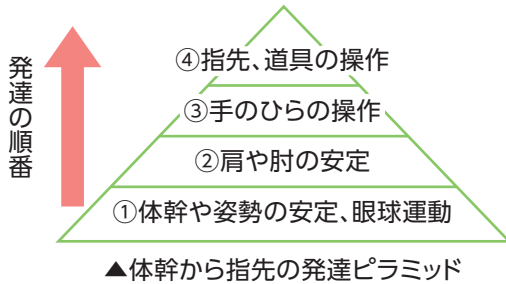 発達の順番
④指先、道具の操作
③手のひらの操作
②肩や肘の安定
①体幹や姿勢の安定、眼球運動
▲体幹から指先の発達ピラミッド